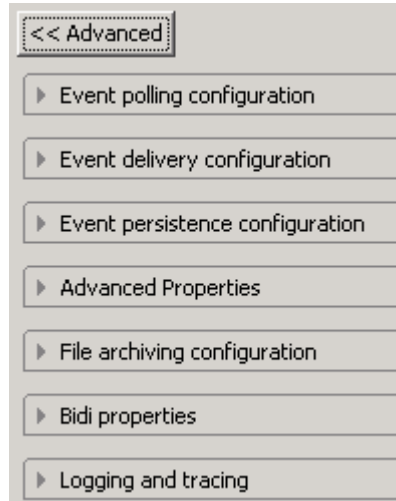 << Advanced
Event polling configuration
Event delivery configuration
Event persistence configuration
Advanced Properties
File archiving configuration
Bidi properties
Logging and tracing